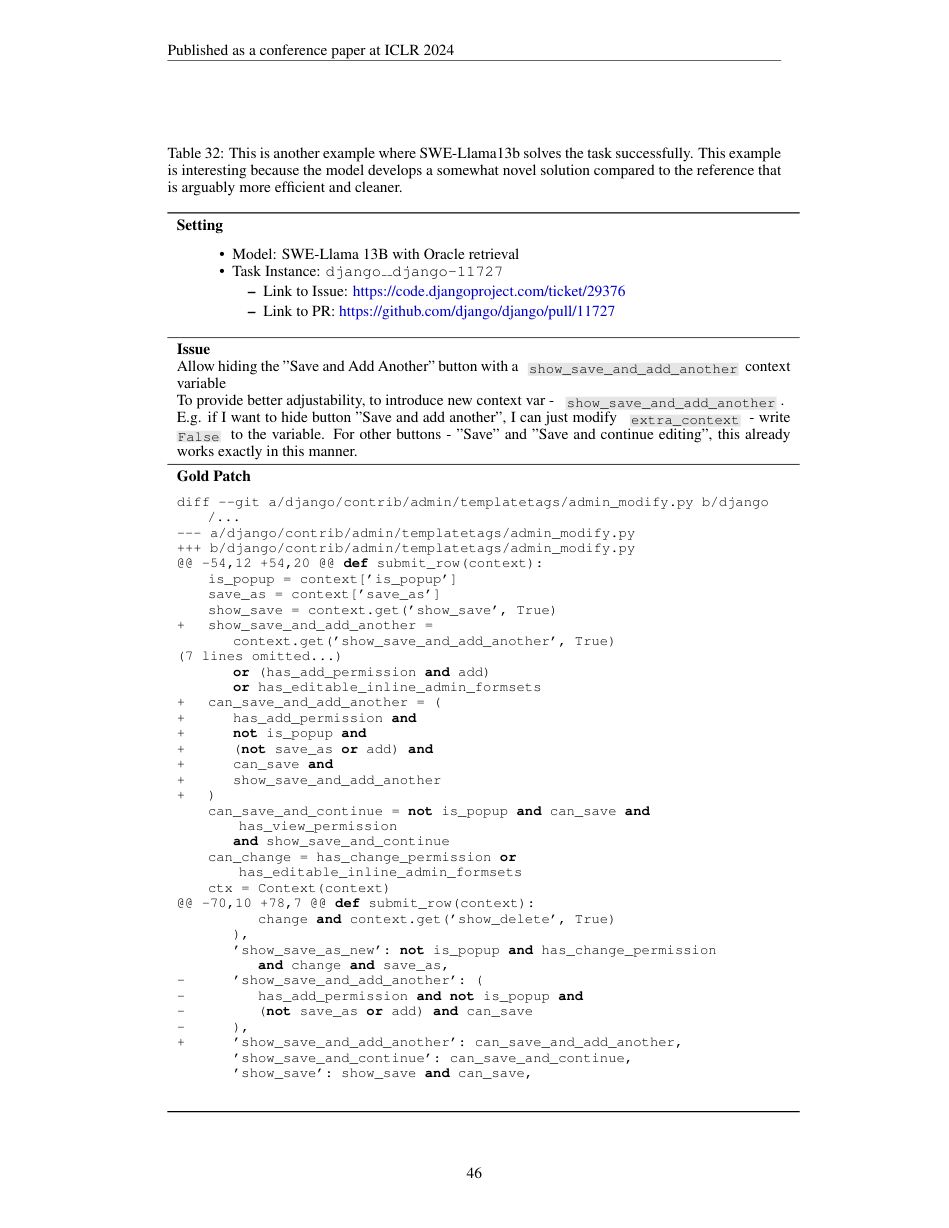 Published as a conference paper at ICLR 2024
Table 32: This is another example where SWE-Llama13b solves the task successfully. This example
is interesting because the model develops a somewhat novel solution compared to the reference that
is arguably more efficient and cleaner.
Setting
• Model: SWE-Llama 13B with Oracle retrieval
• Task Instance: django__django-11727
– Link to Issue: https://code.djangoproject.com/ticket/29376
– Link to PR: https://github.com/django/django/pull/11727
Issue
Allow hiding the ”Save and Add Another” button with a show_save_and_add_another context
variable
To provide better adjustability, to introduce new context var - show_save_and_add_another .
E.g. if I want to hide button ”Save and add another”, I can just modify extra_context - write
False to the variable. For other buttons - ”Save” and ”Save and continue editing”, this already
works exactly in this manner.
Gold Patch
diff --git a/django/contrib/admin/templatetags/admin_modify.py b/django
/...
--- a/django/contrib/admin/templatetags/admin_modify.py
+++ b/django/contrib/admin/templatetags/admin_modify.py
@@ -54,12 +54,20 @@ def submit_row(context):
    is_popup = context[’is_popup’]
    save_as = context[’save_as’]
    show_save = context.get(’show_save’, True)
+   show_save_and_add_another =
       context.get(’show_save_and_add_another’, True)
(7 lines omitted...)
       or (has_add_permission and add)
       or has_editable_inline_admin_formsets
+   can_save_and_add_another = (
+      has_add_permission and
+      not is_popup and
+      (not save_as or add) and
+      can_save and
+      show_save_and_add_another
+   )
    can_save_and_continue = not is_popup and can_save and
        has_view_permission
       and show_save_and_continue
    can_change = has_change_permission or
        has_editable_inline_admin_formsets
    ctx = Context(context)
@@ -70,10 +78,7 @@ def submit_row(context):
          change and context.get(’show_delete’, True)
       ),
       ’show_save_as_new’: not is_popup and has_change_permission
          and change and save_as,
-      ’show_save_and_add_another’: (
-         has_add_permission and not is_popup and
-         (not save_as or add) and can_save
-      ),
+      ’show_save_and_add_another’: can_save_and_add_another,
       ’show_save_and_continue’: can_save_and_continue,
       ’show_save’: show_save and can_save,
46